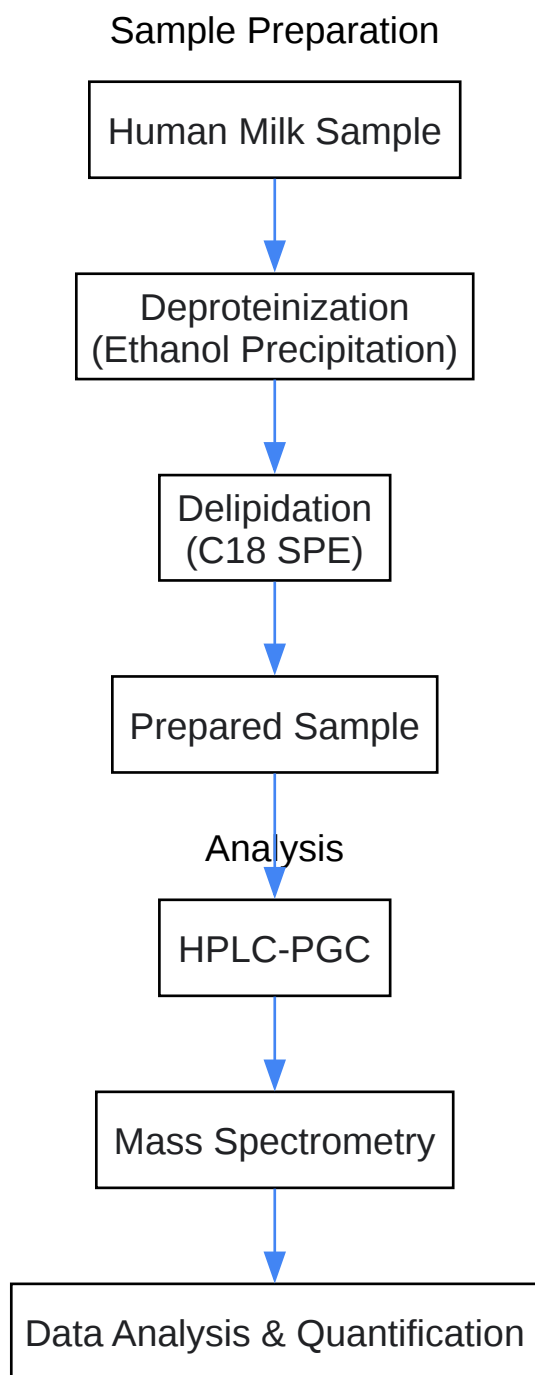 Sample Preparation
Human Milk Sample
Deproteinization
(Ethanol Precipitation)
Delipidation
(C18 SPE)
Prepared Sample
Analysis
HPLC-PGC
Mass Spectrometry
Data Analysis & Quantification